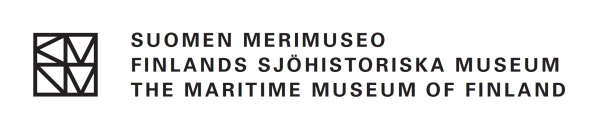 SUOMEN MERIMUSEO
FINLANDS SJÖHISTORISKA MUSEUM
THE MARITIME MUSEUM OF FINLAND